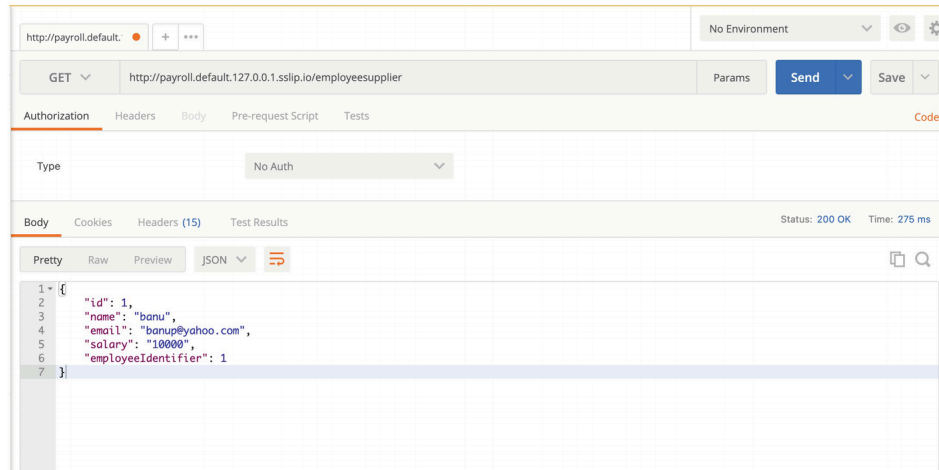 http://payroll.default. + •••
No Environment
GET http://payroll.default.127.0.0.1.sslip.io/employeesupplier Params Send Save
Authorization Headers Body Pre-request Script Tests Code
Type No Auth
Body Cookies Headers (15) Test Results Status: 200 OK Time: 275 ms
Pretty Raw Preview JSON
1 {
2 "id": 1,
3 "name": "banu",
4 "email": "banup@yahoo.com",
5 "salary": "10000",
6 "employeeIdentifier": 1
7 }